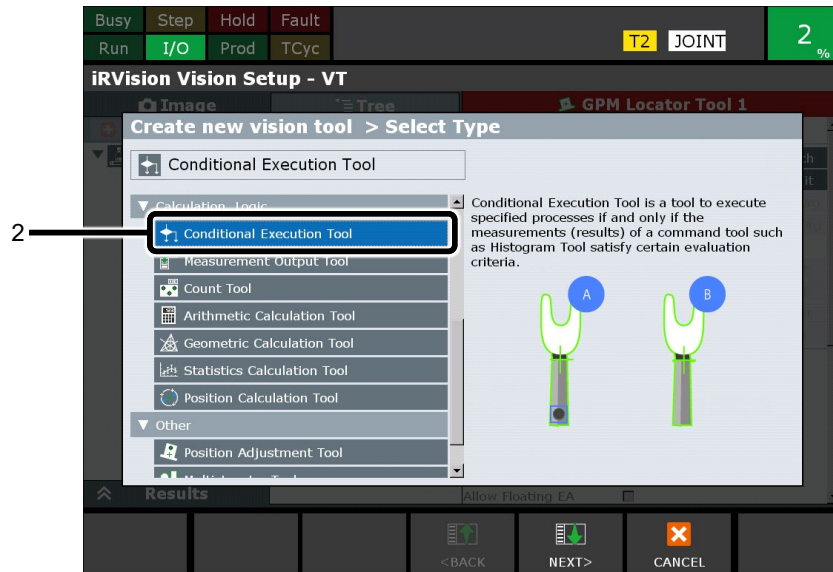 Busy Step Hold Fault
Run I/O Prod TCyc
T2 JOINT
2 %
iRVision Vision Setup - VT
Image Tree GPM Locator Tool 1
Create new vision tool > Select Type
Conditional Execution Tool
Calculation, Logic
2
Conditional Execution Tool
Measurement Output Tool
Count Tool
Arithmetic Calculation Tool
Geometric Calculation Tool
Statistics Calculation Tool
Position Calculation Tool
Other
Position Adjustment Tool
Conditional Execution Tool is a tool to execute
specified processes if and only if the
measurements (results) of a command tool such
as Histogram Tool satisfy certain evaluation
criteria.
A B
Results
Allow Floating EA
<BACK NEXT> CANCEL